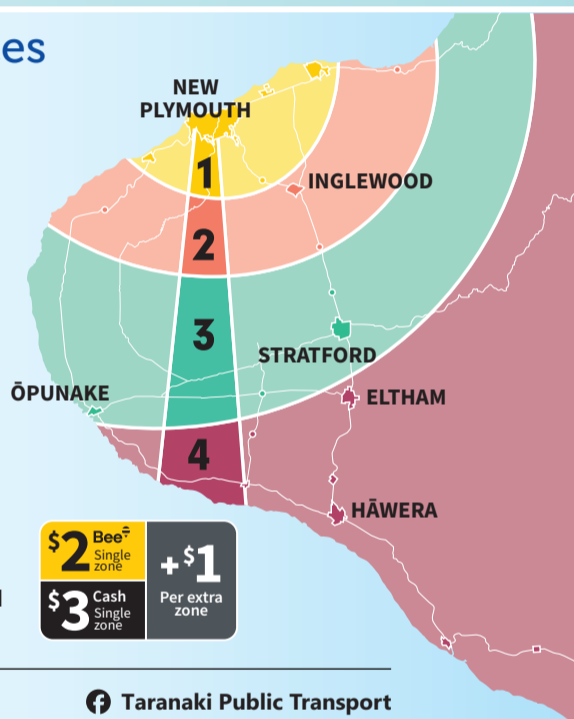 es
NEW
PLYMOUTH
1
INGLEWOOD
2
3
STRATFORD
ŌPUNAKE
ELTHAM
4
HĀWERA
$2 Bee
Single
zone
+$1
Per extra
zone
$3 Cash
Single
zone
Taranaki Public Transport